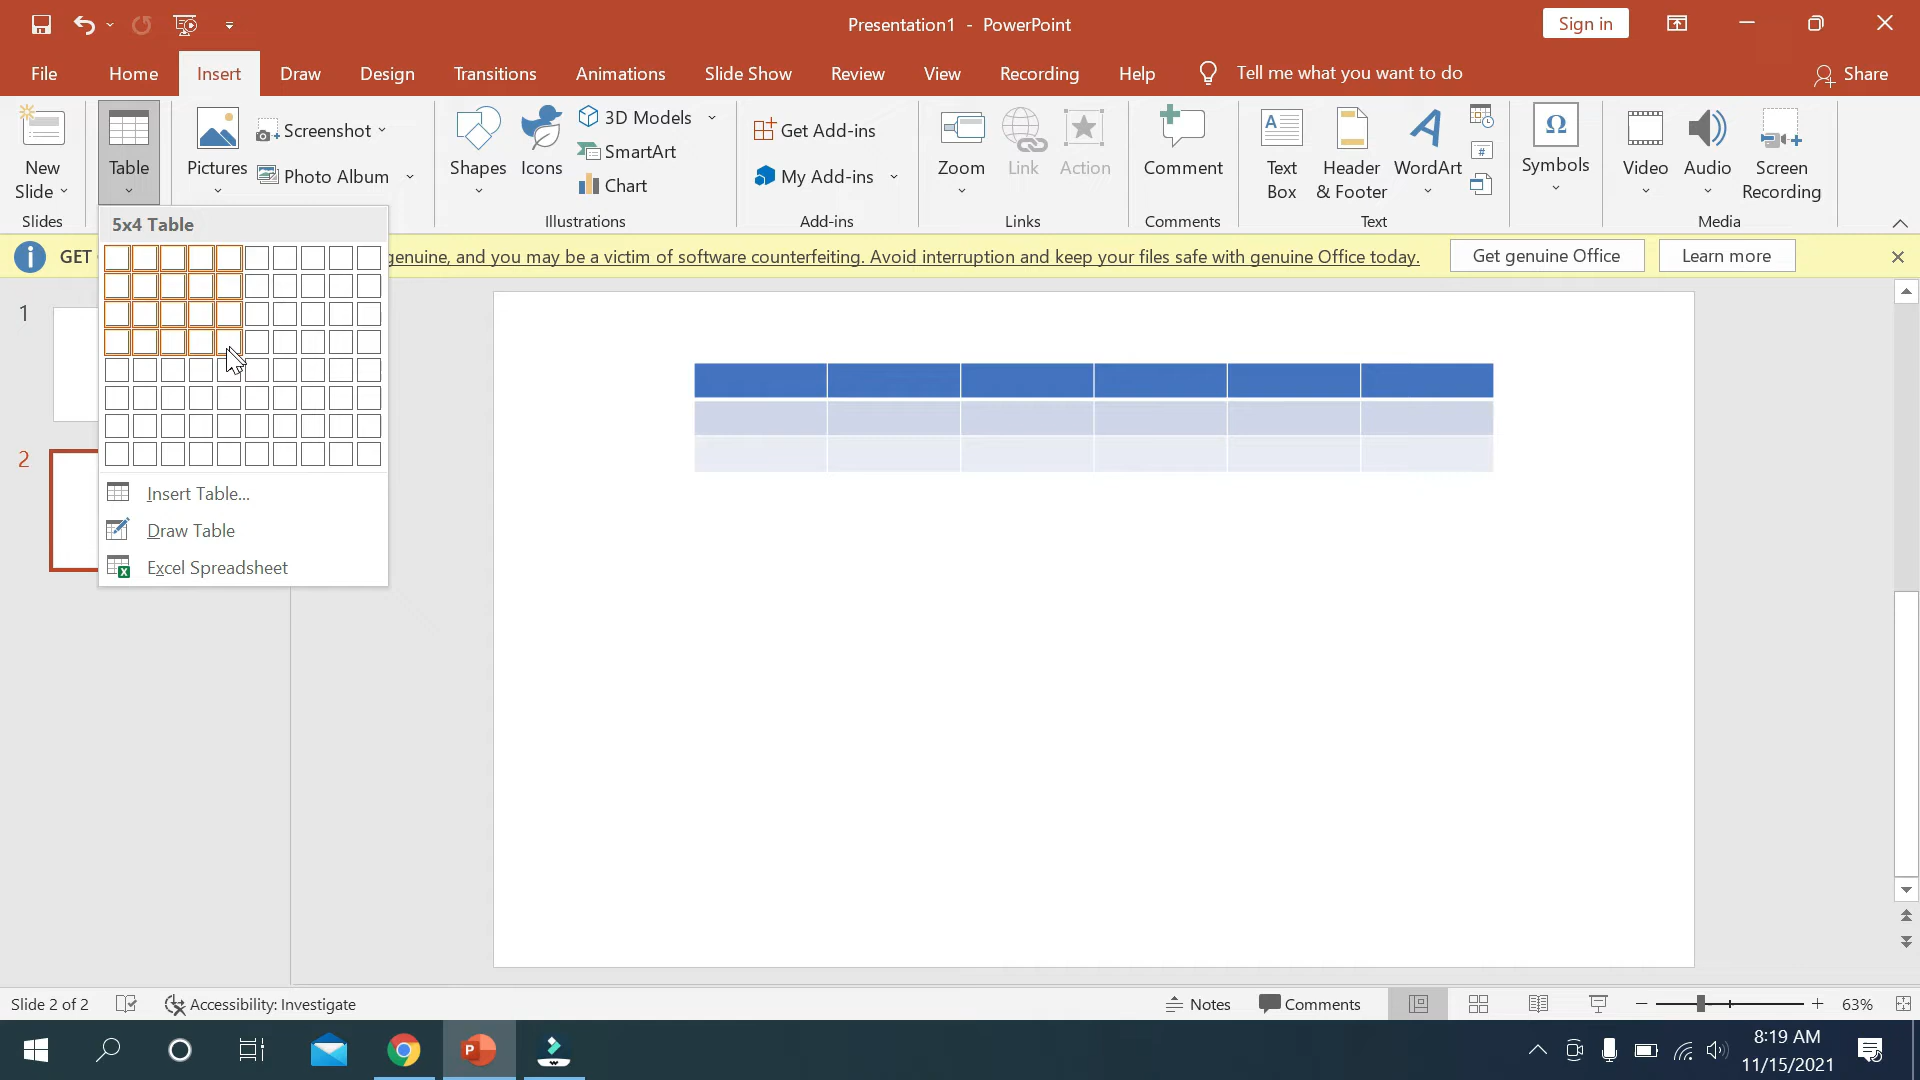 Presentation1 - PowerPoint
Sign in
File Home Insert Draw Design Transitions Animations Slide Show Review View Recording Help Tell me what you want to do Share
New Slide
Slides
Table
Pictures
Screenshot
Photo Album
Shapes
Icons
3D Models
SmartArt
Chart
Illustrations
Get Add-ins
My Add-ins
Add-ins
Zoom
Link
Action
Links
Comment
Comments
Text Box
Header & Footer
WordArt
Text
Ω
Symbols
Video
Audio
Screen Recording
Media
5x4 Table
GET
genuine, and you may be a victim of software counterfeiting. Avoid interruption and keep your files safe with genuine Office today.
Get genuine Office
Learn more
Insert Table...
Draw Table
Excel Spreadsheet
1
2
Slide 2 of 2
Accessibility: Investigate
Notes
Comments
63%
8:19 AM
11/15/2021